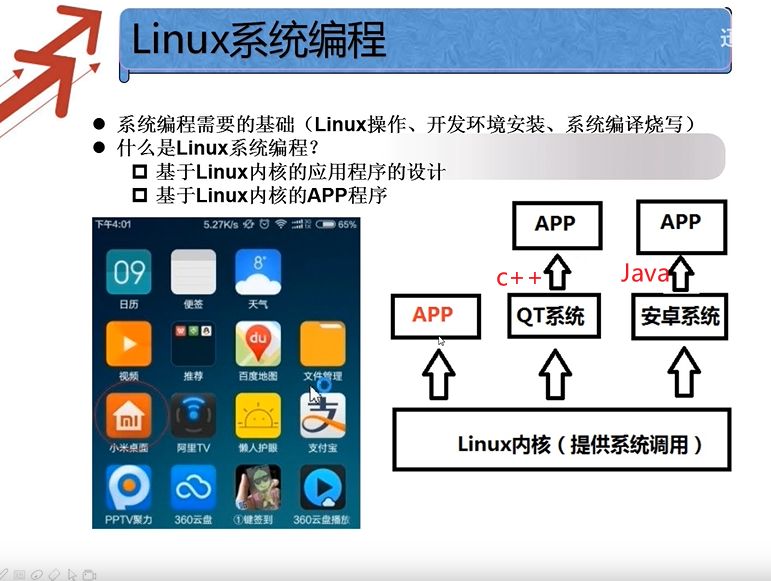 Linux系统编程
迅
系统编程需要的基础（Linux操作、开发环境安装、系统编译烧写）
什么是Linux系统编程？
基于Linux内核的应用程序的设计
基于Linux内核的APP程序
下午4:01 5.27K/s 65%
09 8°
日历 便签 天气
du
视频 推荐 百度地图 文件管理
mi 支
小米桌面 阿里TV 懒人护眼 支付宝
PPTV聚力 360云盘 ①键签到 360云盘播放
APP APP
c++ Java
APP QT系统 安卓系统
Linux内核（提供系统调用）